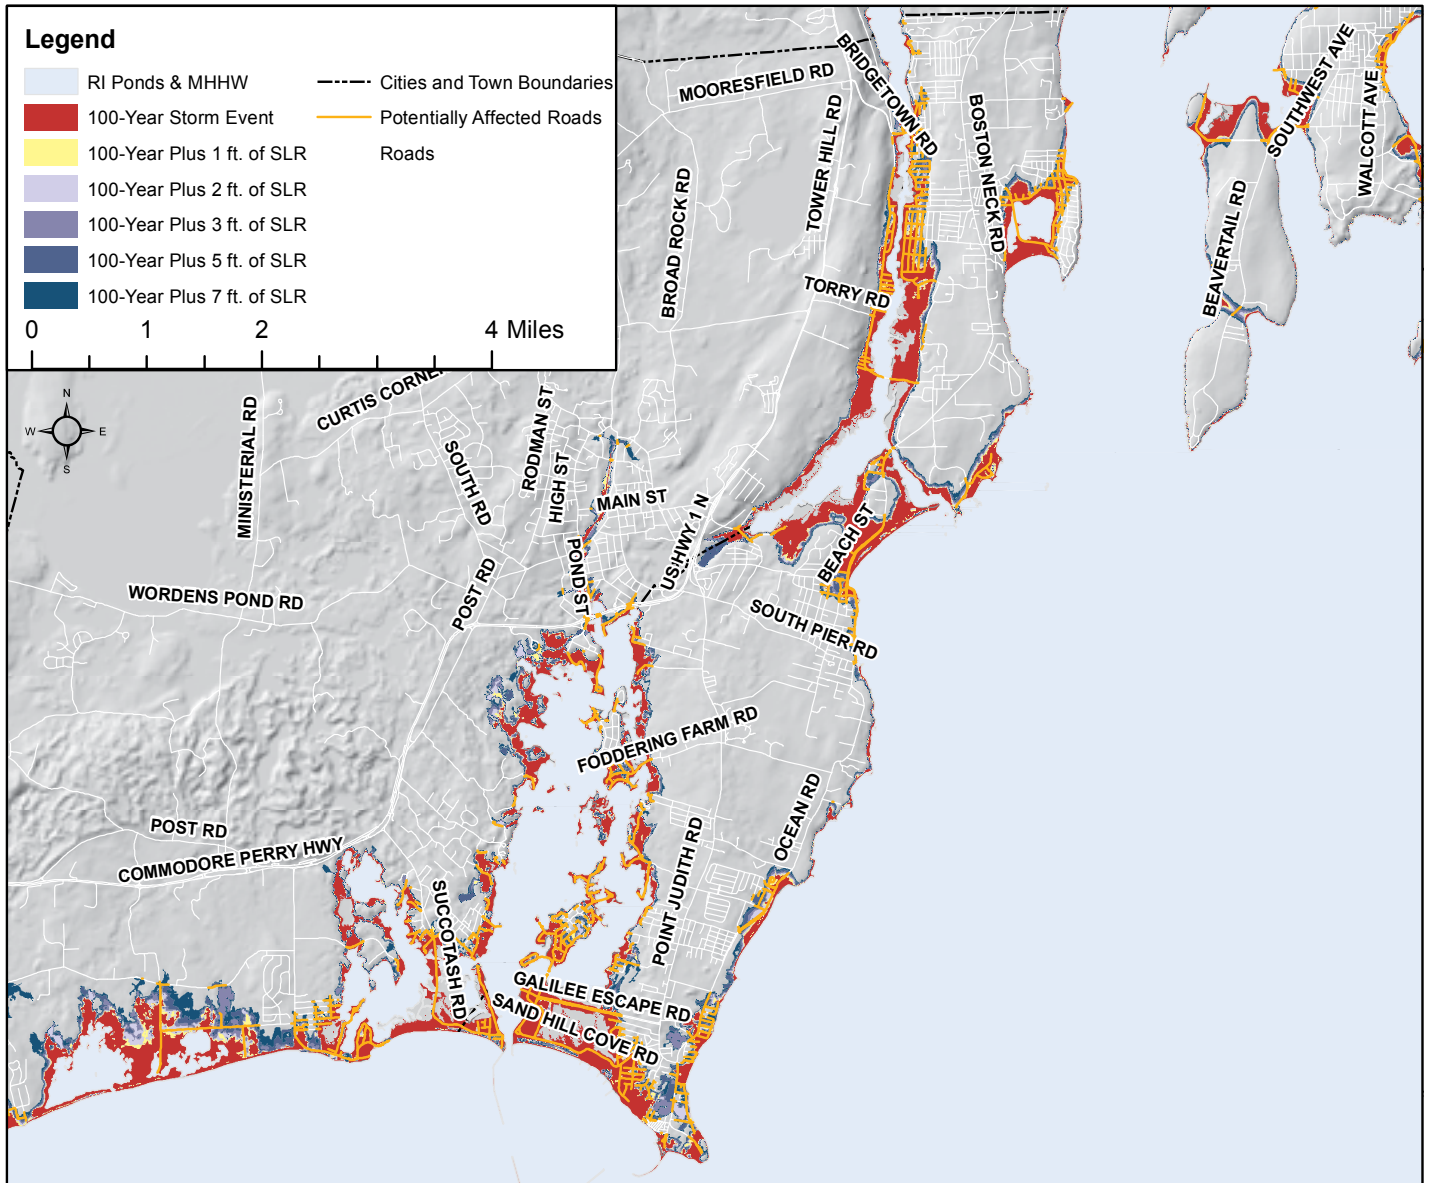 Legend
RI Ponds & MHHW
100-Year Storm Event
100-Year Plus 1 ft. of SLR
100-Year Plus 2 ft. of SLR
100-Year Plus 3 ft. of SLR
100-Year Plus 5 ft. of SLR
100-Year Plus 7 ft. of SLR
Cities and Town Boundaries
Potentially Affected Roads
Roads
0 1 2 4 Miles
N
W E
S
BRIDGETOWN RD
MOORESFIELD RD
TOWER HILL RD
BOSTON NECK RD
SOUTHWEST AVE
WALCOTT AVE
BROAD ROCK RD
BEAVERTAIL RD
TORRY RD
CURTIS CORNER
MINISTERIAL RD
RODMAN ST
SOUTH RD
HIGH ST
MAIN ST
US HWY 1 N
BEACH ST
POND ST
POST RD
WORDENS POND RD
SOUTH PIER RD
FODDERING FARM RD
OCEAN RD
POST RD
COMMODORE PERRY HWY
POINT JUDITH RD
SUCCOTASH RD
GALILEE ESCAPE RD
SAND HILL COVE RD